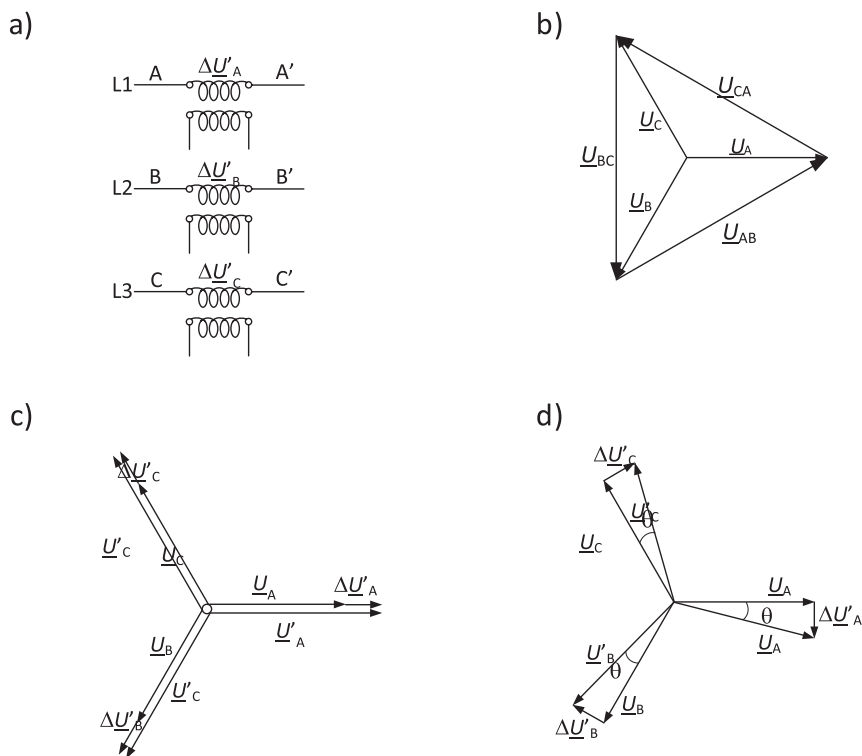 a)
ΔU'A
L1 A A'
ΔU'B
L2 B B'
ΔU'C
L3 C C'
b)
UCA
UC
UA
UBC
UB
UAB
c)
ΔU'C
U'C
UC
UA ΔU'A
U'A
UB
U'C
ΔU'B
d)
ΔU'C
U'C
θ
UC
UA
θ ΔU'A
UA
U'B
θ
UB
ΔU'B